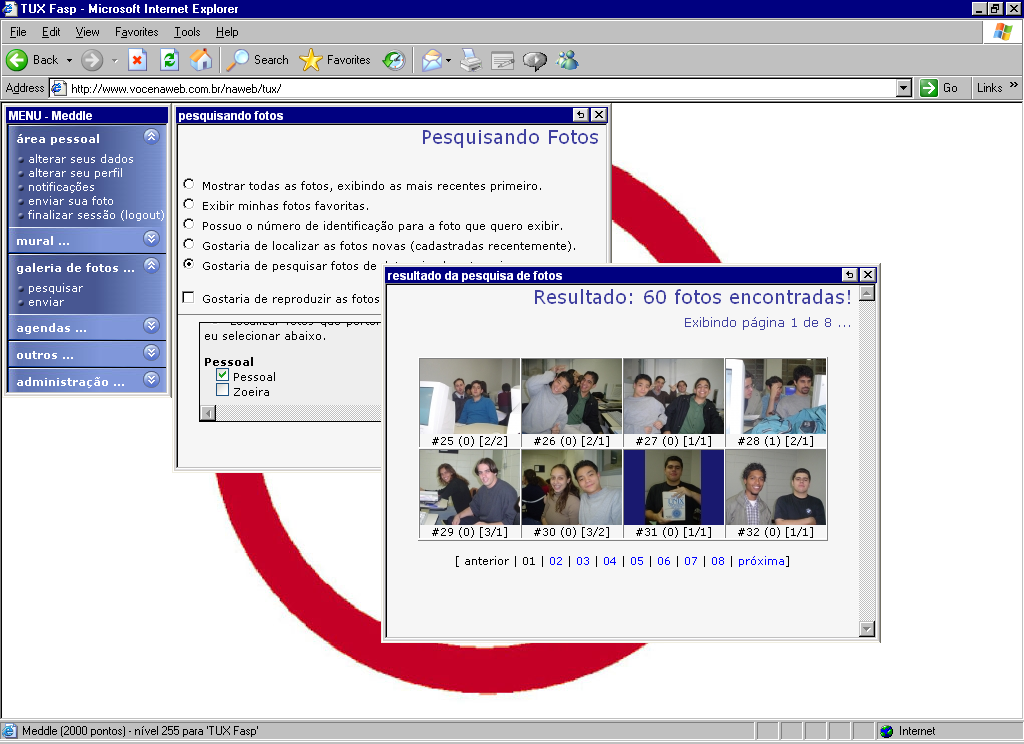 TUX Fasp - Microsoft Internet Explorer
File Edit View Favorites Tools Help
Back Search Favorites
Address http://www.vocenaweb.com.br/naweb/tux/ Go Links »
MENU - Meddle
área pessoal
alterar seus dados
alterar seu perfil
notificações
enviar sua foto
finalizar sessão (logout)
mural ...
galeria de fotos ...
pesquisar
enviar
agendas ...
outros ...
administração ...
pesquisando fotos
Pesquisando Fotos
Mostrar todas as fotos, exibindo as mais recentes primeiro.
Exibir minhas fotos favoritas.
Possuo o número de identificação para a foto que quero exibir.
Gostaria de localizar as fotos novas (cadastradas recentemente).
Gostaria de pesquisar fotos de
Gostaria de reproduzir as fotos
Localizar fotos que
eu selecionar abaixo.
Pessoal
Pessoal
Zoeira
resultado da pesquisa de fotos
Resultado: 60 fotos encontradas!
Exibindo página 1 de 8 ...
#25 (0) [2/2] #26 (0) [2/1] #27 (0) [1/1] #28 (1) [2/1]
UNIX
#29 (0) [3/1] #30 (0) [3/2] #31 (0) [1/1] #32 (0) [1/1]
[ anterior | 01 | 02 | 03 | 04 | 05 | 06 | 07 | 08 | próxima]
Meddle (2000 pontos) - nível 255 para 'TUX Fasp' Internet